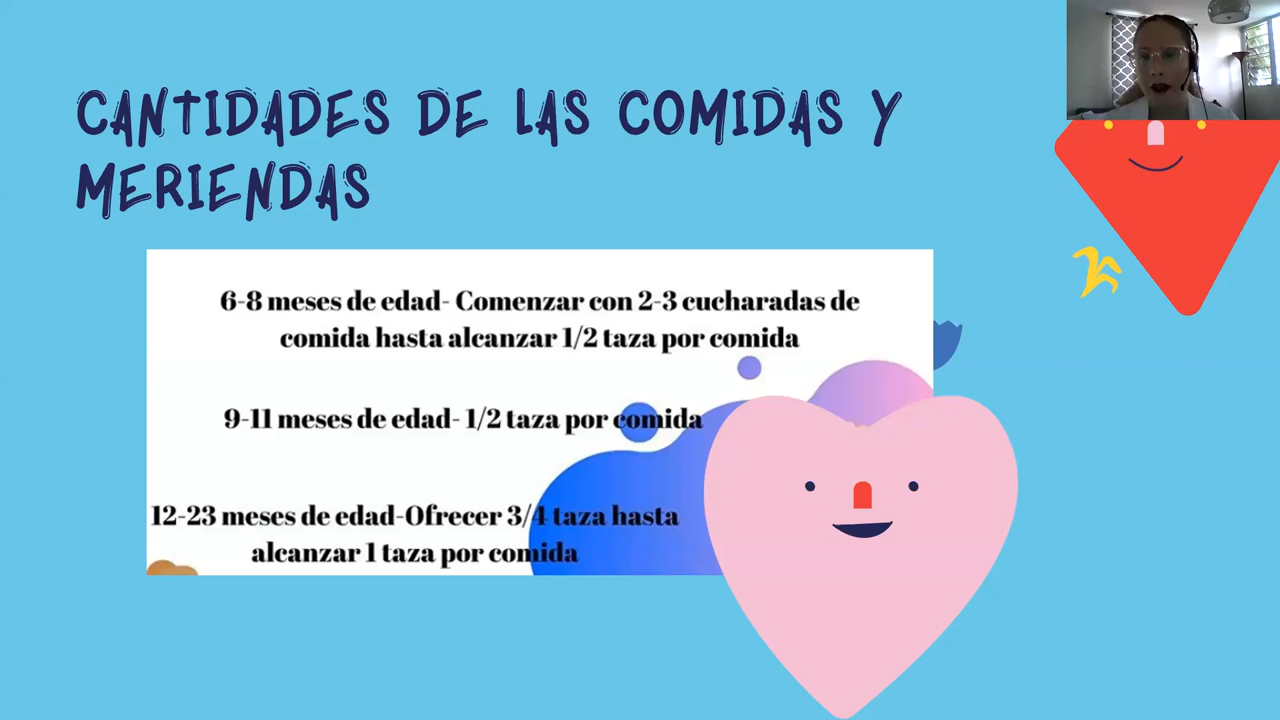 CANTIDADES DE LAS COMIDAS Y
MERIENDAS
6-8 meses de edad- Comenzar con 2-3 cucharadas de
comida hasta alcanzar 1/2 taza por comida
9-11 meses de edad- 1/2 taza por comida
12-23 meses de edad-Ofrecer 3/4 taza hasta
alcanzar 1 taza por comida